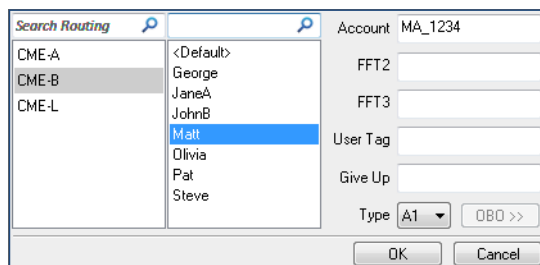 Search Routing
CME-A
CME-B
CME-L
<Default>
George
JaneA
JohnB
Matt
Olivia
Pat
Steve
Account MA_1234
FFT2
FFT3
User Tag
Give Up
Type A1 OBO >>
OK Cancel